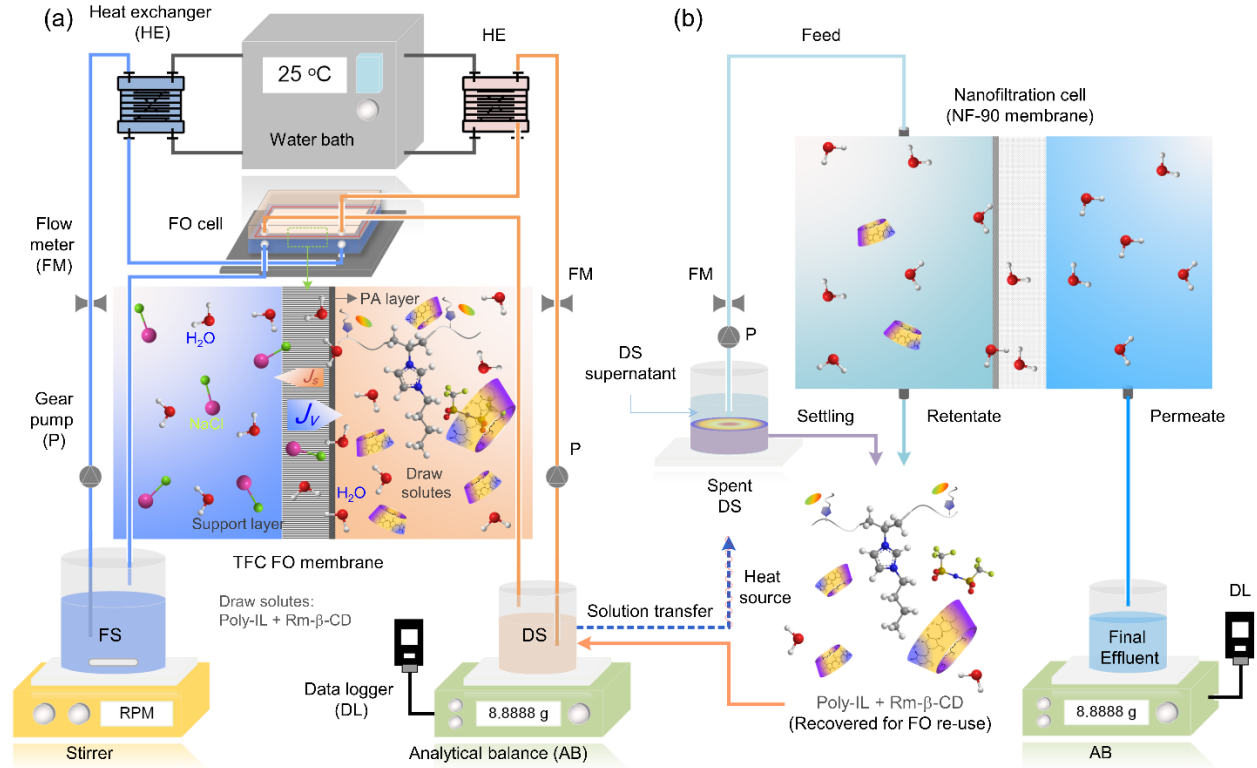 (a)
Heat exchanger
(HE)
25 °C
Water bath
HE
FO cell
Flow
meter
(FM)
FM
PA layer
H₂O
Jₛ
J_V
NaCl
Gear
pump
(P)
P
Draw
solutes
H₂O
Support layer
TFC FO membrane
Draw solutes:
Poly-IL + Rm-β-CD
FS
DS
RPM
Stirrer
Data logger
(DL)
8.8888 g
Analytical balance (AB)
(b)
Feed
Nanofiltration cell
(NF-90 membrane)
FM
P
DS
supernatant
Settling
Retentate
Permeate
Spent
DS
Heat
source
Solution transfer
Poly-IL + Rm-β-CD
(Recovered for FO re-use)
Final
Effluent
DL
8.8888 g
AB